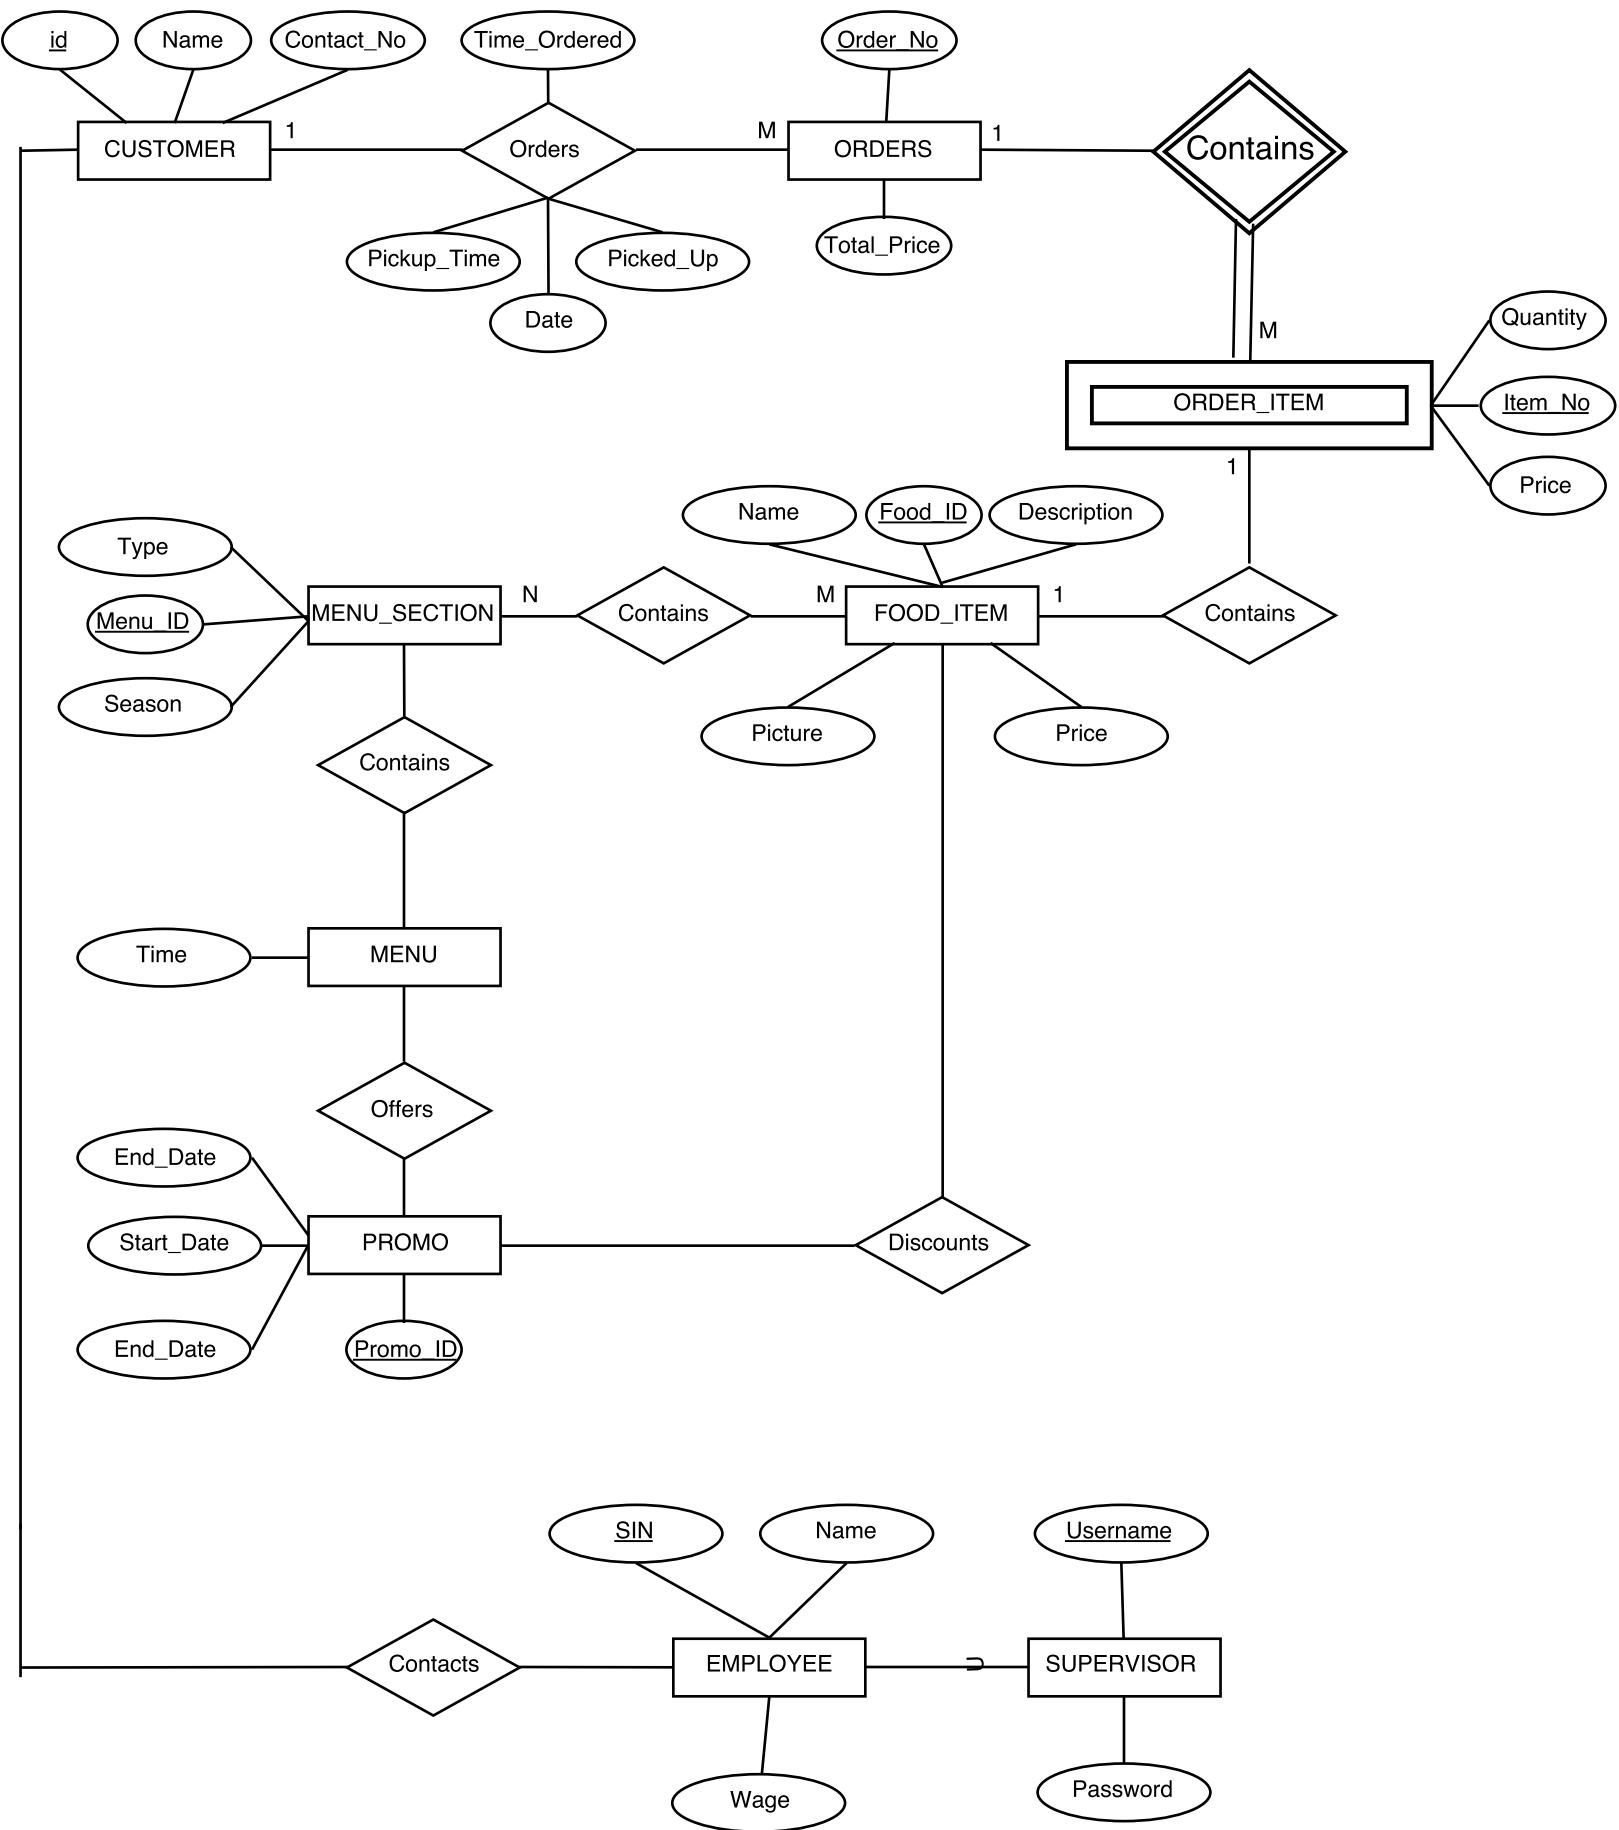 id
Name
Contact_No
Time_Ordered
Order_No
CUSTOMER
1
Orders
M
ORDERS
1
Contains
Pickup_Time
Picked_Up
Total_Price
Date
M
Quantity
ORDER_ITEM
Item_No
1
Price
Name
Food_ID
Description
Type
Menu_ID
Season
MENU_SECTION
N
Contains
M
FOOD_ITEM
1
Contains
Picture
Price
Contains
Time
MENU
Offers
End_Date
Start_Date
PROMO
Discounts
End_Date
Promo_ID
SIN
Name
Username
Contacts
EMPLOYEE
U
SUPERVISOR
Wage
Password